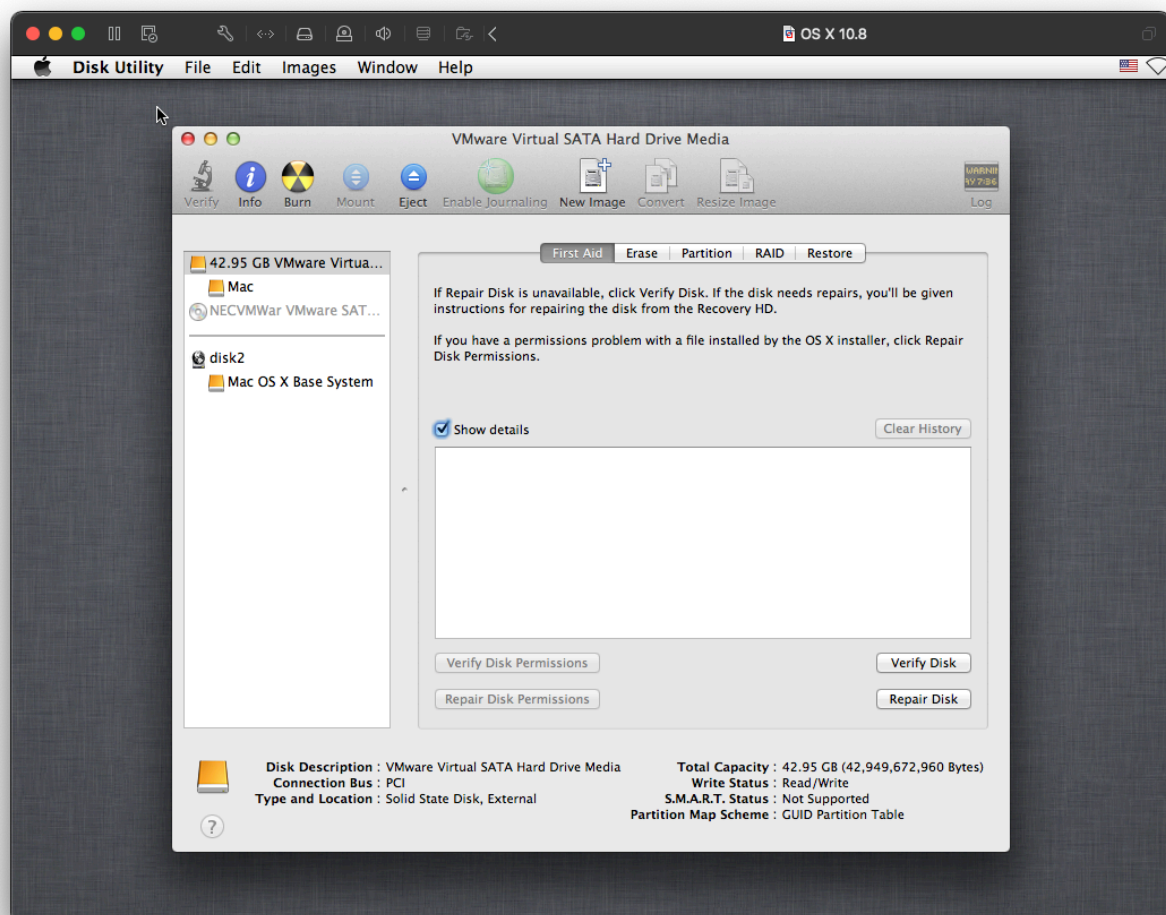 OS X 10.8
Disk Utility File Edit Images Window Help
VMware Virtual SATA Hard Drive Media
WARNIN
AY 7:36
Verify Info Burn Mount Eject Enable Journaling New Image Convert Resize Image Log
First Aid Erase Partition RAID Restore
42.95 GB VMware Virtua...
Mac
NECVMWar VMware SAT...
disk2
Mac OS X Base System
If Repair Disk is unavailable, click Verify Disk. If the disk needs repairs, you'll be given
instructions for repairing the disk from the Recovery HD.
If you have a permissions problem with a file installed by the OS X installer, click Repair
Disk Permissions.
Show details Clear History
Verify Disk Permissions Verify Disk
Repair Disk Permissions Repair Disk
Disk Description : VMware Virtual SATA Hard Drive Media
Connection Bus : PCI
Type and Location : Solid State Disk, External
Total Capacity : 42.95 GB (42,949,672,960 Bytes)
Write Status : Read/Write
S.M.A.R.T. Status : Not Supported
Partition Map Scheme : GUID Partition Table
?